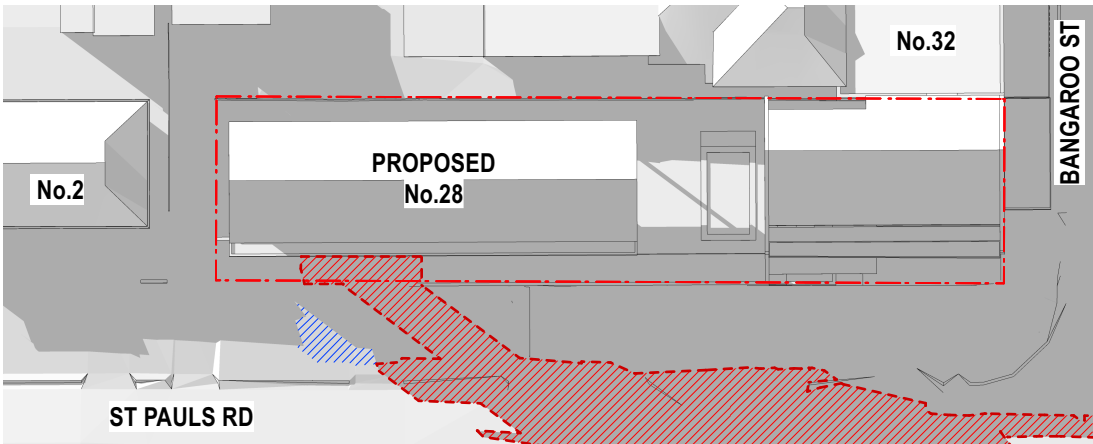 No.32
BANGAROO ST
PROPOSED
No.28
No.2
ST PAULS RD